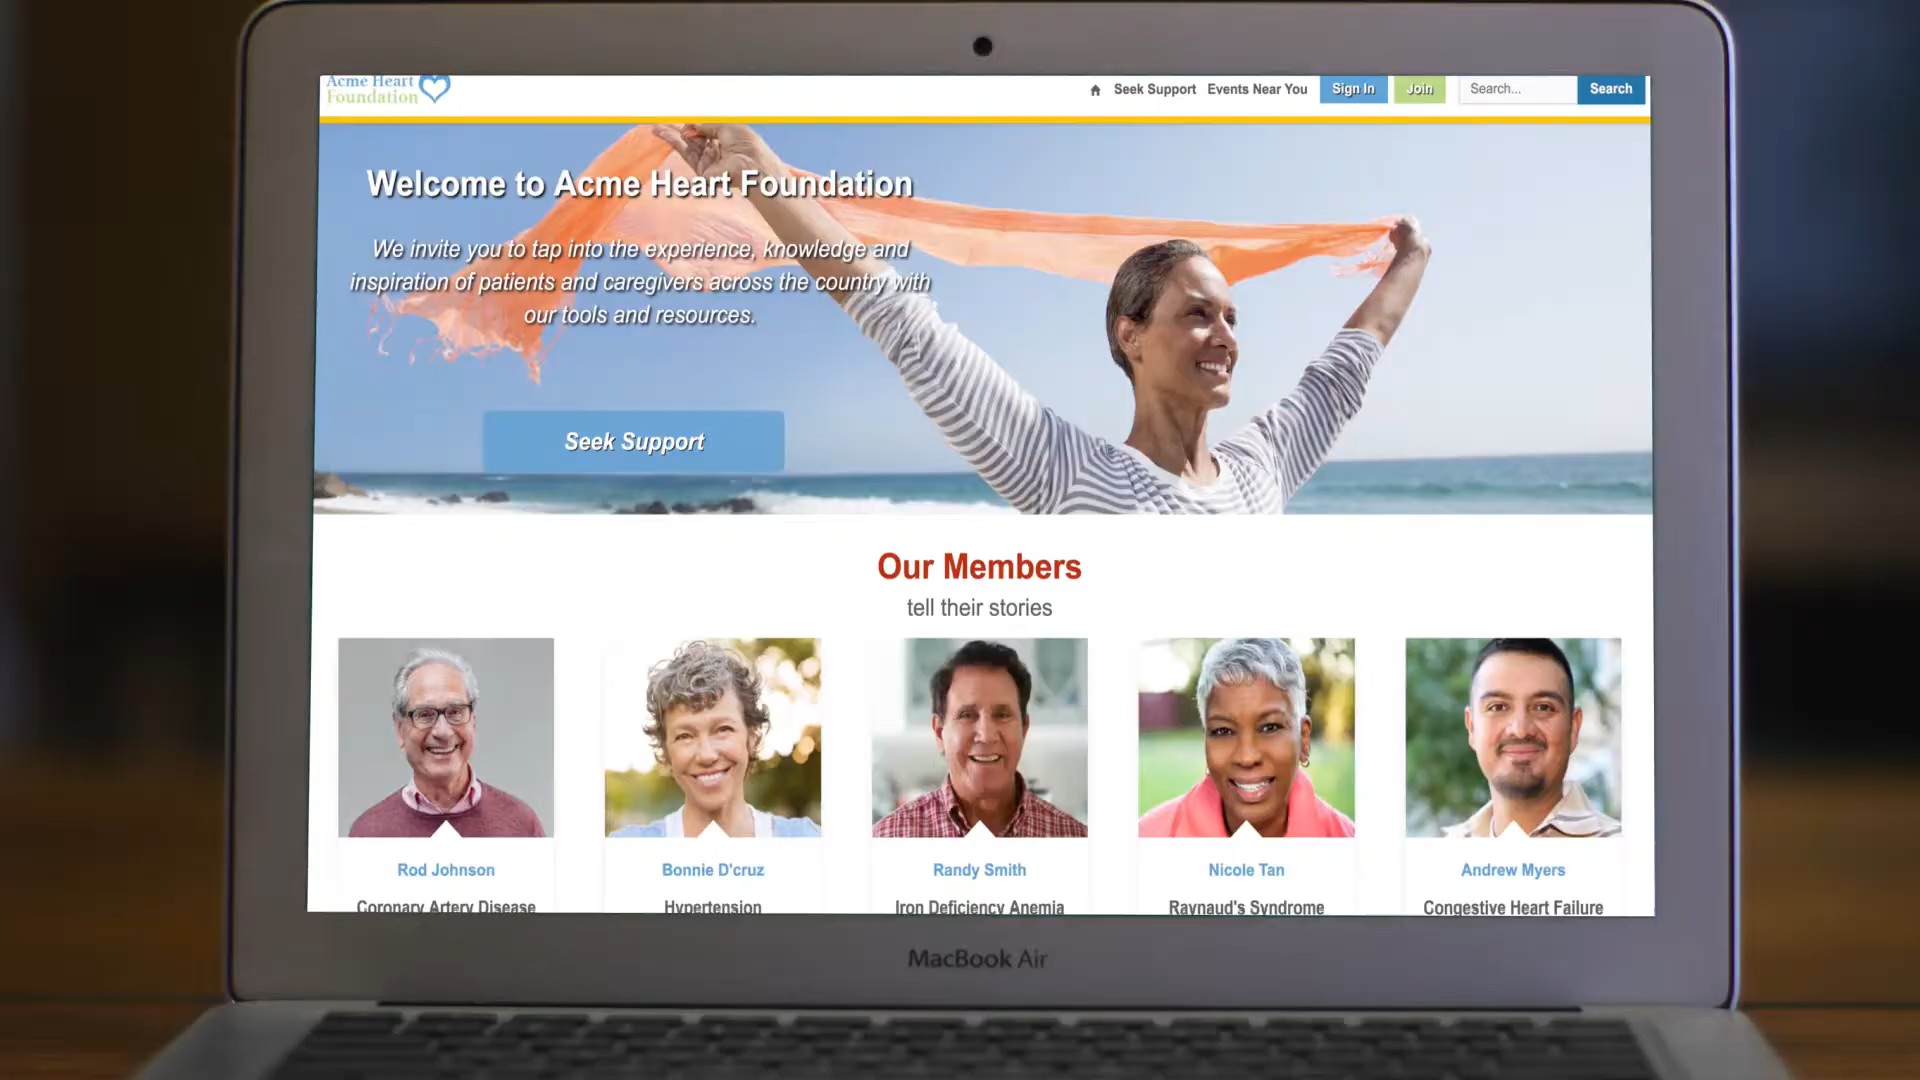 Acme Heart
Foundation
Seek Support
Events Near You
Sign In
Join
Search...
Search
Welcome to Acme Heart Foundation
We invite you to tap into the experience, knowledge and
inspiration of patients and caregivers across the country with
our tools and resources.
Seek Support
Our Members
tell their stories
Rod Johnson
Bonnie D'cruz
Randy Smith
Nicole Tan
Andrew Myers
Coronary Artery Disease
Hypertension
Iron Deficiency Anemia
Raynaud's Syndrome
Congestive Heart Failure
MacBook Air